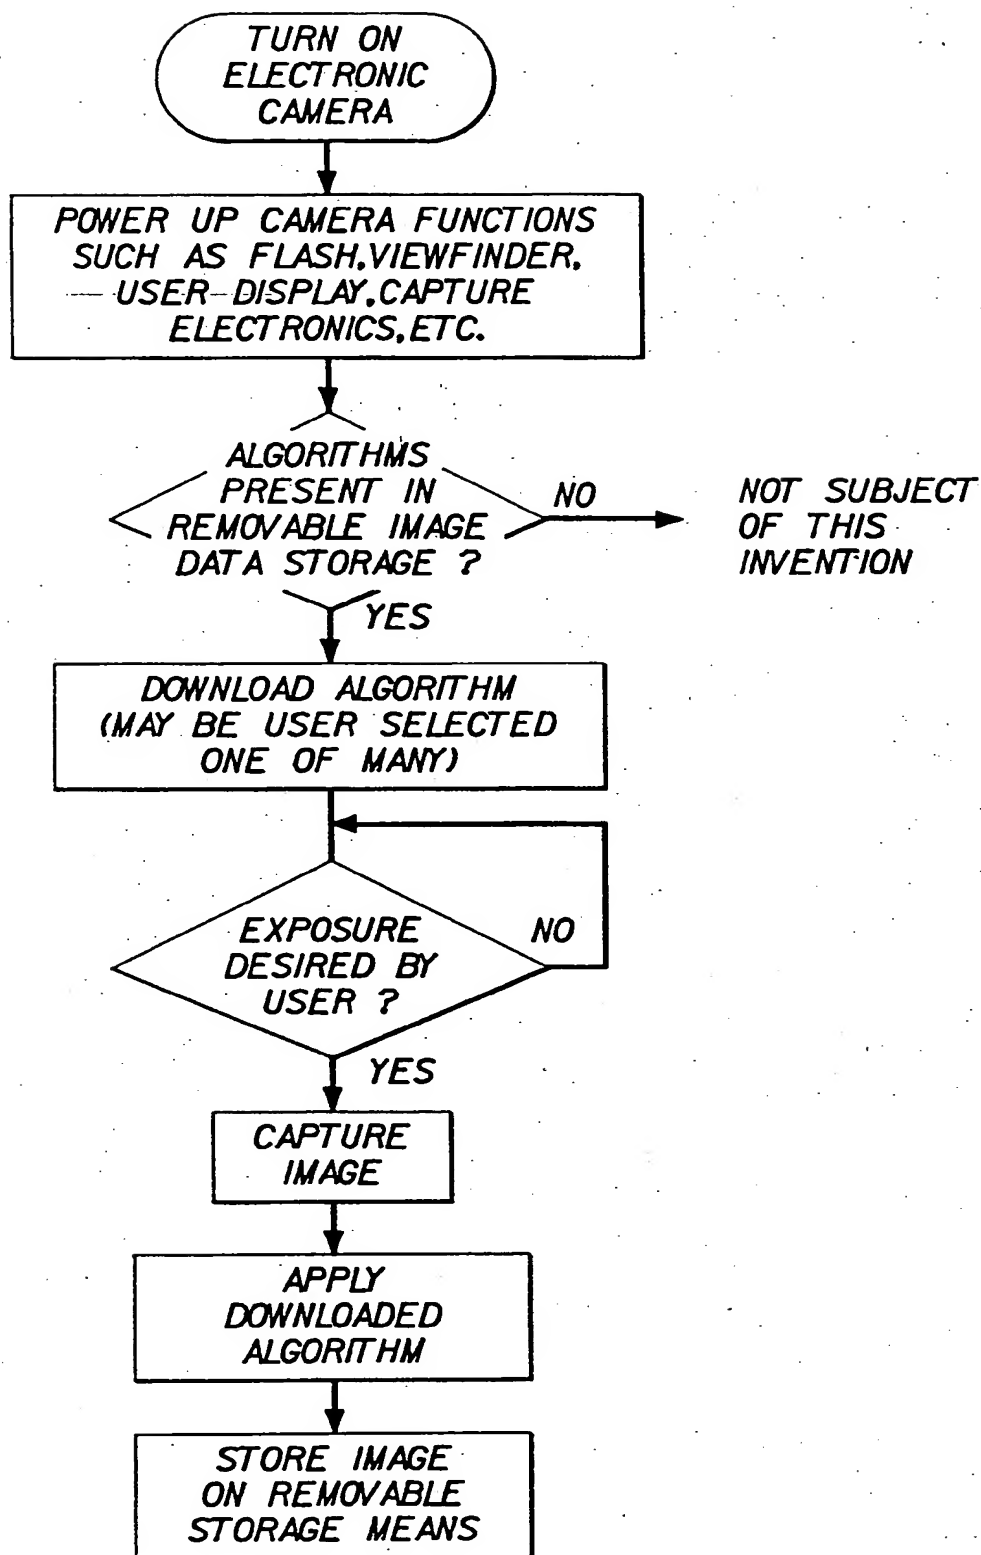 TURN ON
ELECTRONIC
CAMERA
POWER UP CAMERA FUNCTIONS
SUCH AS FLASH, VIEWFINDER,
USER DISPLAY, CAPTURE
ELECTRONICS, ETC.
ALGORITHMS
PRESENT IN
REMOVABLE IMAGE
DATA STORAGE ?
NO
NOT SUBJECT
OF THIS
INVENTION
YES
DOWNLOAD ALGORITHM
(MAY BE USER SELECTED
ONE OF MANY)
EXPOSURE
DESIRED BY
USER ?
NO
YES
CAPTURE
IMAGE
APPLY
DOWNLOADED
ALGORITHM
STORE IMAGE
ON REMOVABLE
STORAGE MEANS